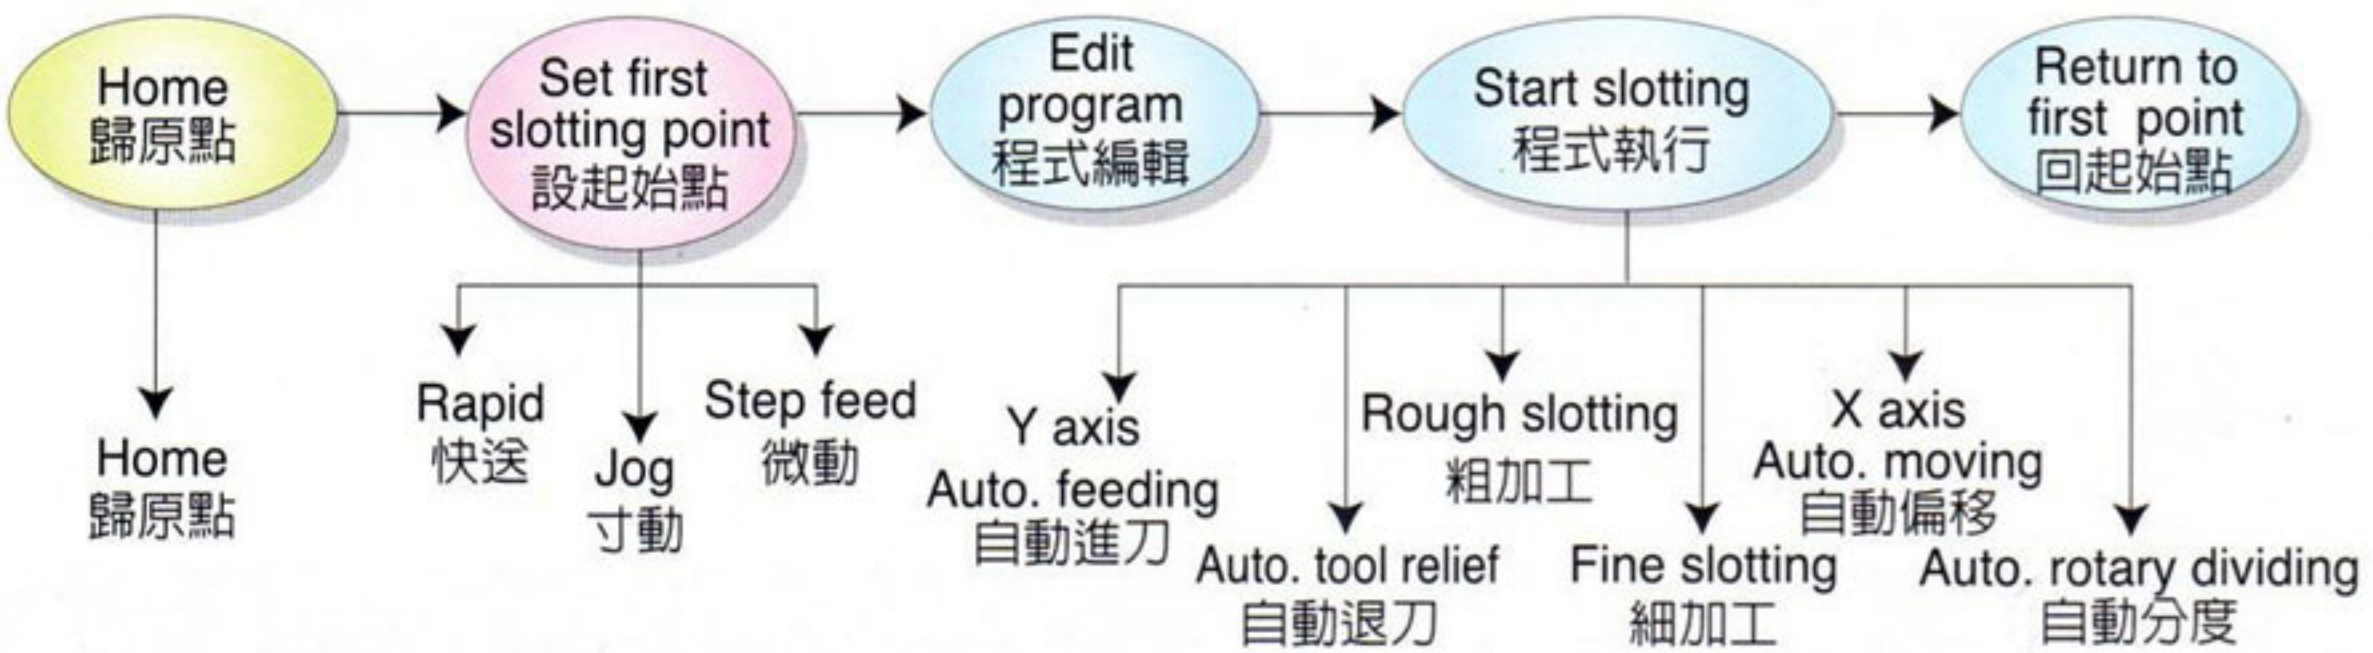 Home
歸原點
Set first
slotting point
設起始點
Edit
program
程式編輯
Start slotting
程式執行
Return to
first point
回起始點
Home
歸原點
Rapid
快送
Jog
寸動
Step feed
微動
Y axis
Auto. feeding
自動進刀
Auto. tool relief
自動退刀
Rough slotting
粗加工
Fine slotting
細加工
X axis
Auto. moving
自動偏移
Auto. rotary dividing
自動分度